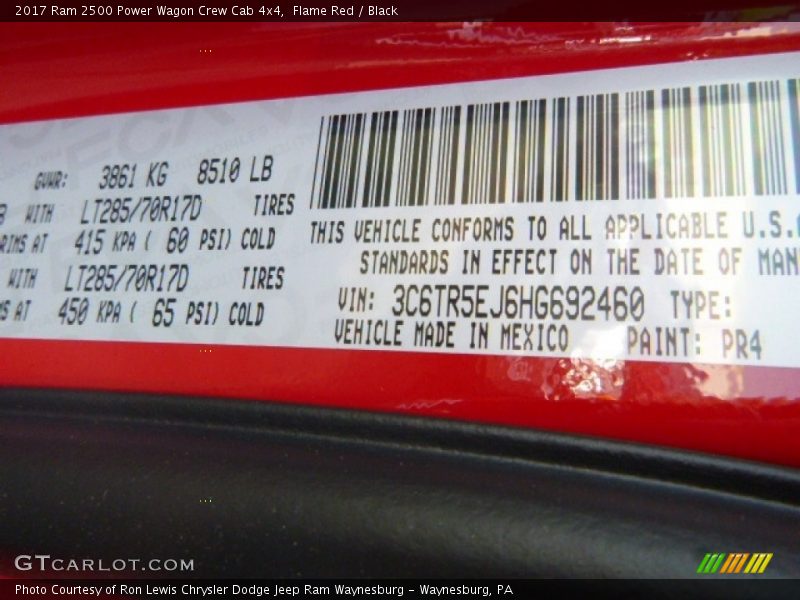 2017 Ram 2500 Power Wagon Crew Cab 4x4, Flame Red / Black
GVWR: 3861 KG 8510 LB
WITH LT285/70R17D TIRES
RIMS AT 415 KPA ( 60 PSI) COLD
WITH LT285/70R17D TIRES
AT 450 KPA ( 65 PSI) COLD
THIS VEHICLE CONFORMS TO ALL APPLICABLE U.S.
STANDARDS IN EFFECT ON THE DATE OF MAN
VIN: 3C6TR5EJ6HG692460 TYPE:
VEHICLE MADE IN MEXICO PAINT: PR4
GTCARLOT.COM
Photo Courtesy of Ron Lewis Chrysler Dodge Jeep Ram Waynesburg - Waynesburg, PA